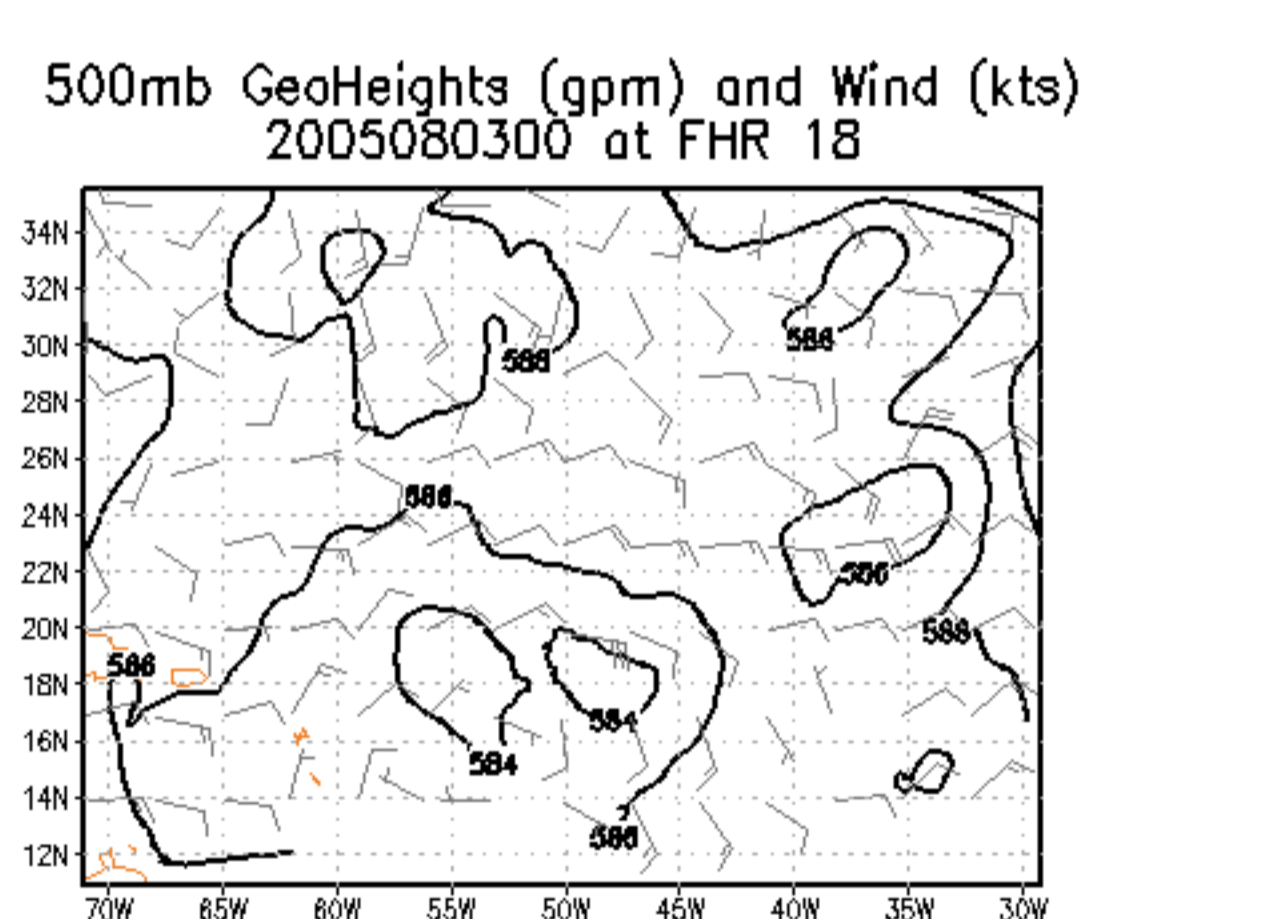 500mb GeoHeights (gpm) and Wind (kts)
2005080300 at FHR 18
34N
32N
30N
28N
26N
24N
22N
20N
18N
16N
14N
12N
588
586
586
586
588
586
584
584
586
70W 65W 60W 55W 50W 45W 40W 35W 30W